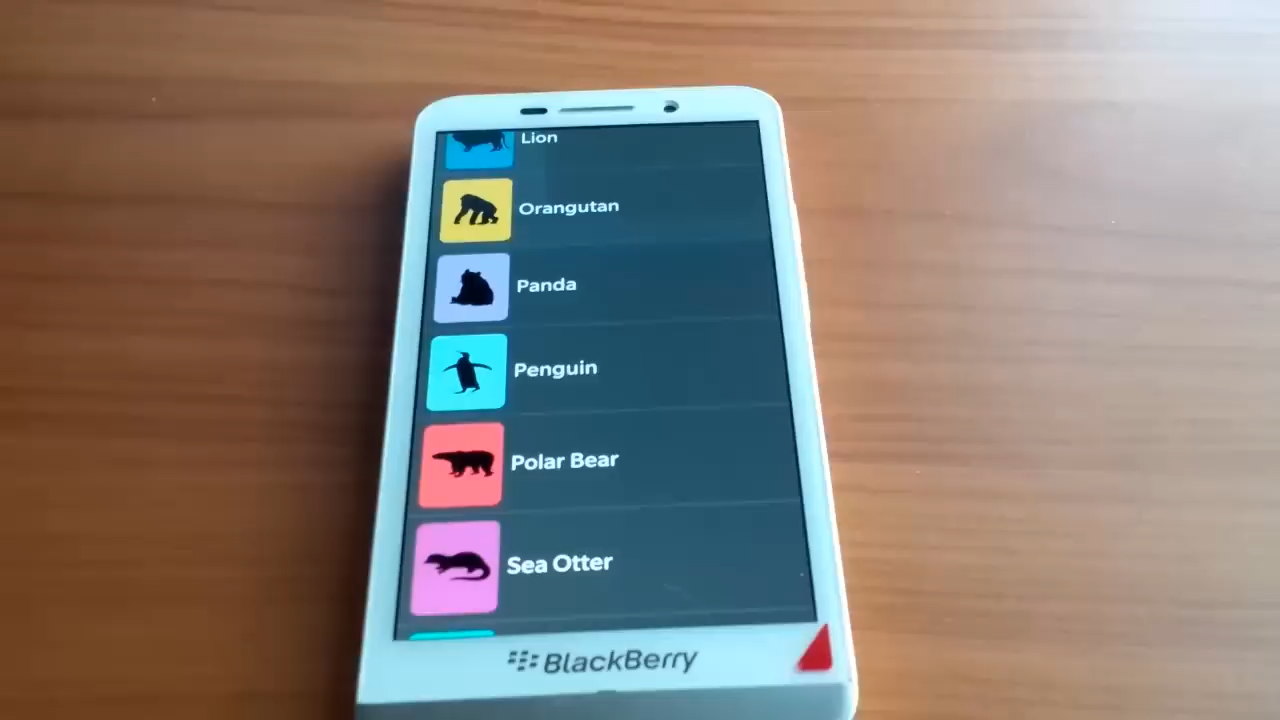 Lion
Orangutan
Panda
Penguin
Polar Bear
Sea Otter
BlackBerry